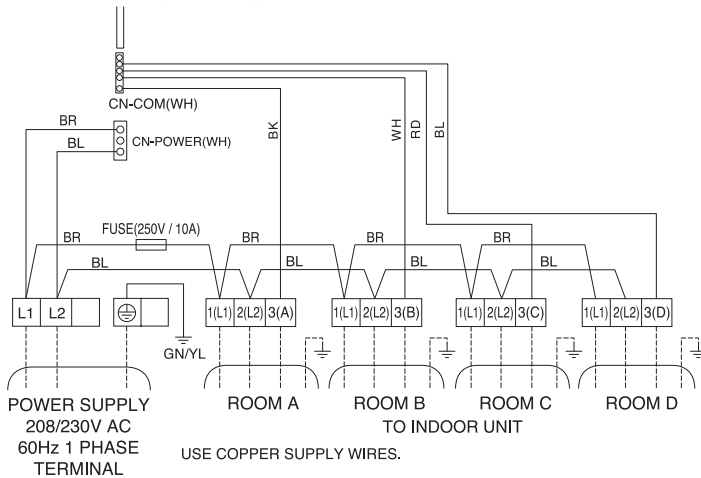 CN-COM(WH)
BR
BL
CN-POWER(WH)
BK
WH
RD
BL
FUSE(250V / 10A)
BR
BR
BR
BR
BL
BL
BL
BL
L1 L2
1(L1) 2(L2) 3(A)
1(L1) 2(L2) 3(B)
1(L1) 2(L2) 3(C)
1(L1) 2(L2) 3(D)
GN/YL
POWER SUPPLY
208/230V AC
60Hz 1 PHASE
TERMINAL
ROOM A
ROOM B
ROOM C
ROOM D
TO INDOOR UNIT
USE COPPER SUPPLY WIRES.